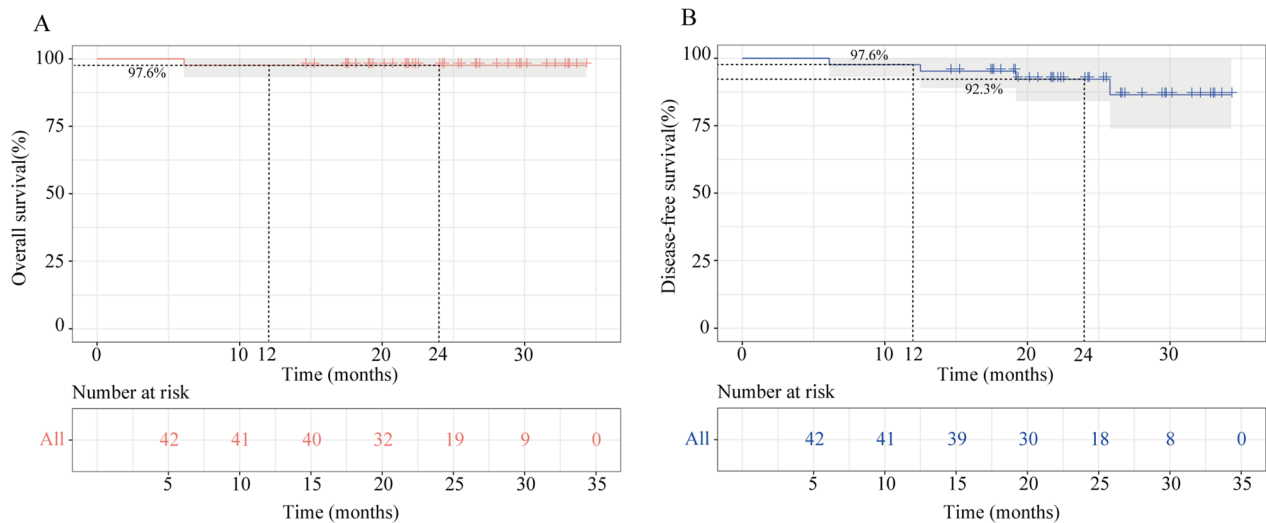 A
Overall survival(%)
100
75
50
25
0
97.6%
0 10 12 20 24 30
Time (months)
Number at risk
All 42 41 40 32 19 9 0
5 10 15 20 25 30 35
Time (months)
B
Disease-free survival(%)
100
75
50
25
0
97.6%
92.3%
0 10 12 20 24 30
Time (months)
Number at risk
All 42 41 39 30 18 8 0
5 10 15 20 25 30 35
Time (months)